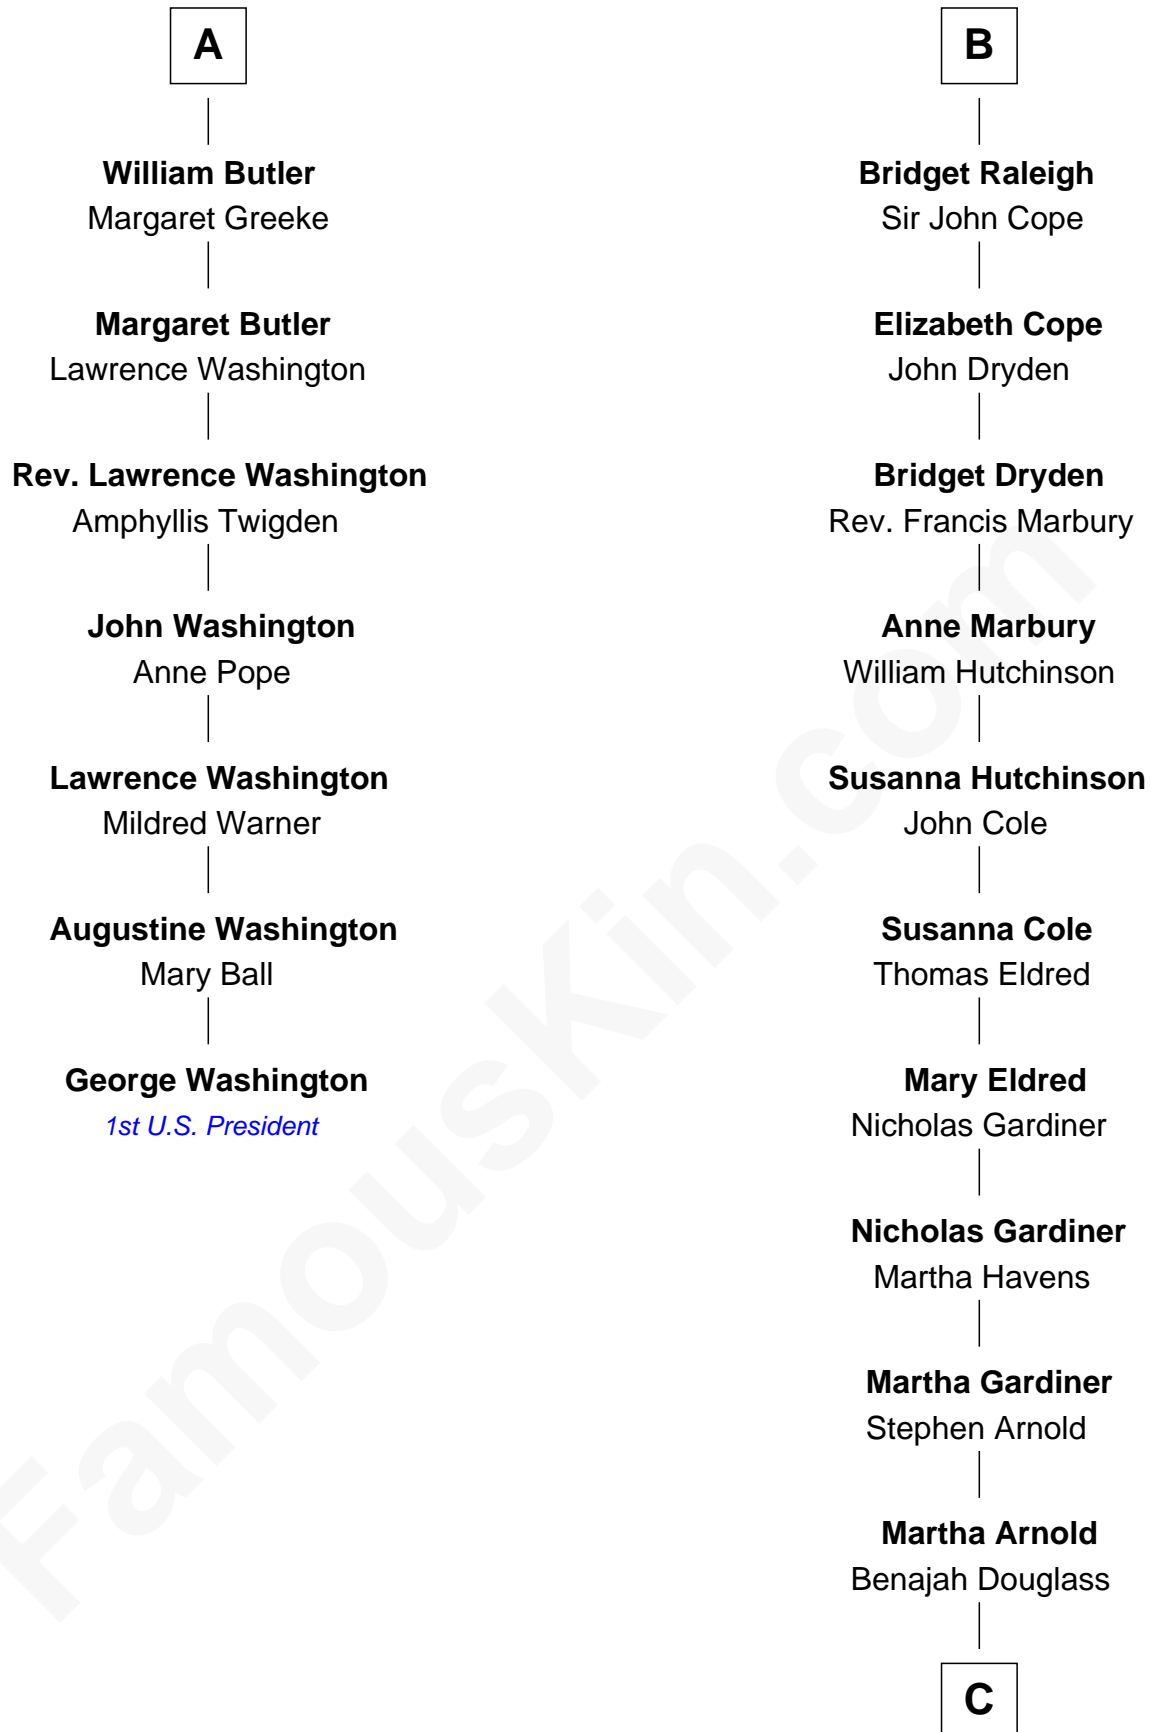 A
William Butler
Margaret Greeke
Margaret Butler
Lawrence Washington
Rev. Lawrence Washington
Amphyllis Twigden
John Washington
Anne Pope
Lawrence Washington
Mildred Warner
Augustine Washington
Mary Ball
George Washington
1st U.S. President
B
Bridget Raleigh
Sir John Cope
Elizabeth Cope
John Dryden
Bridget Dryden
Rev. Francis Marbury
Anne Marbury
William Hutchinson
Susanna Hutchinson
John Cole
Susanna Cole
Thomas Eldred
Mary Eldred
Nicholas Gardiner
Nicholas Gardiner
Martha Havens
Martha Gardiner
Stephen Arnold
Martha Arnold
Benajah Douglass
C
FamousKin.com